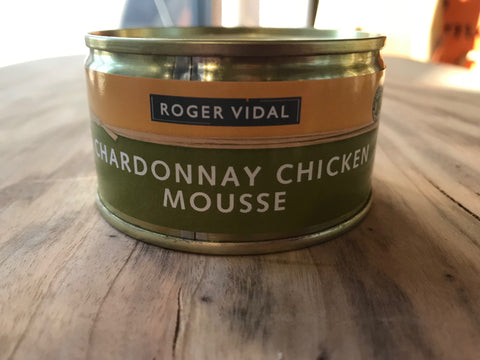 ROGER VIDAL
CHARDONNAY CHICKEN
MOUSSE